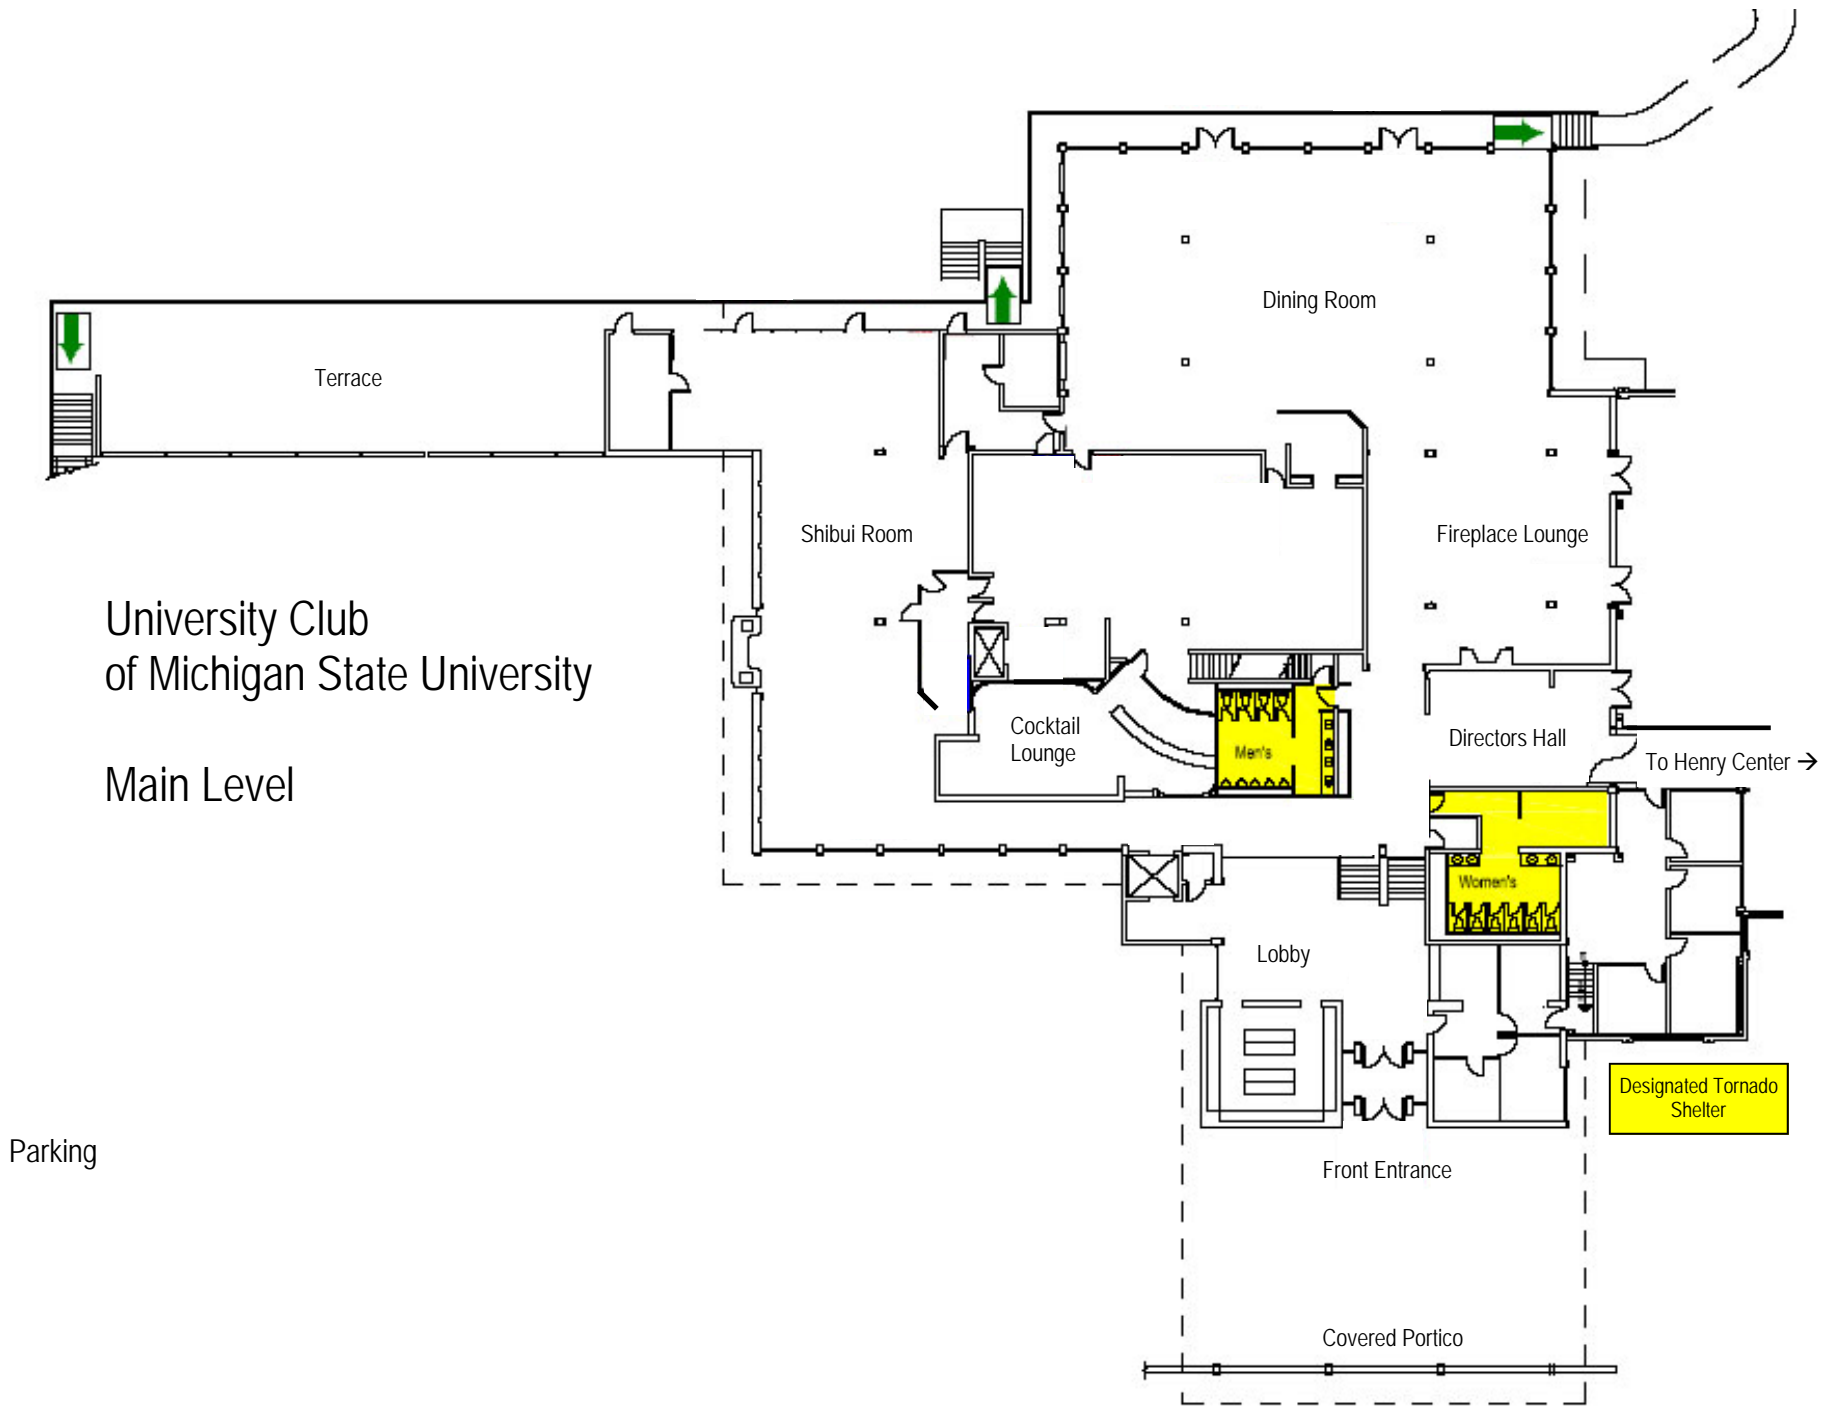 Dining Room
Terrace
Shibui Room
Fireplace Lounge
University Club
of Michigan State University
Main Level
Cocktail
Lounge
Men's
Directors Hall
To Henry Center →
Women's
Lobby
Designated Tornado
Shelter
Parking
Front Entrance
Covered Portico